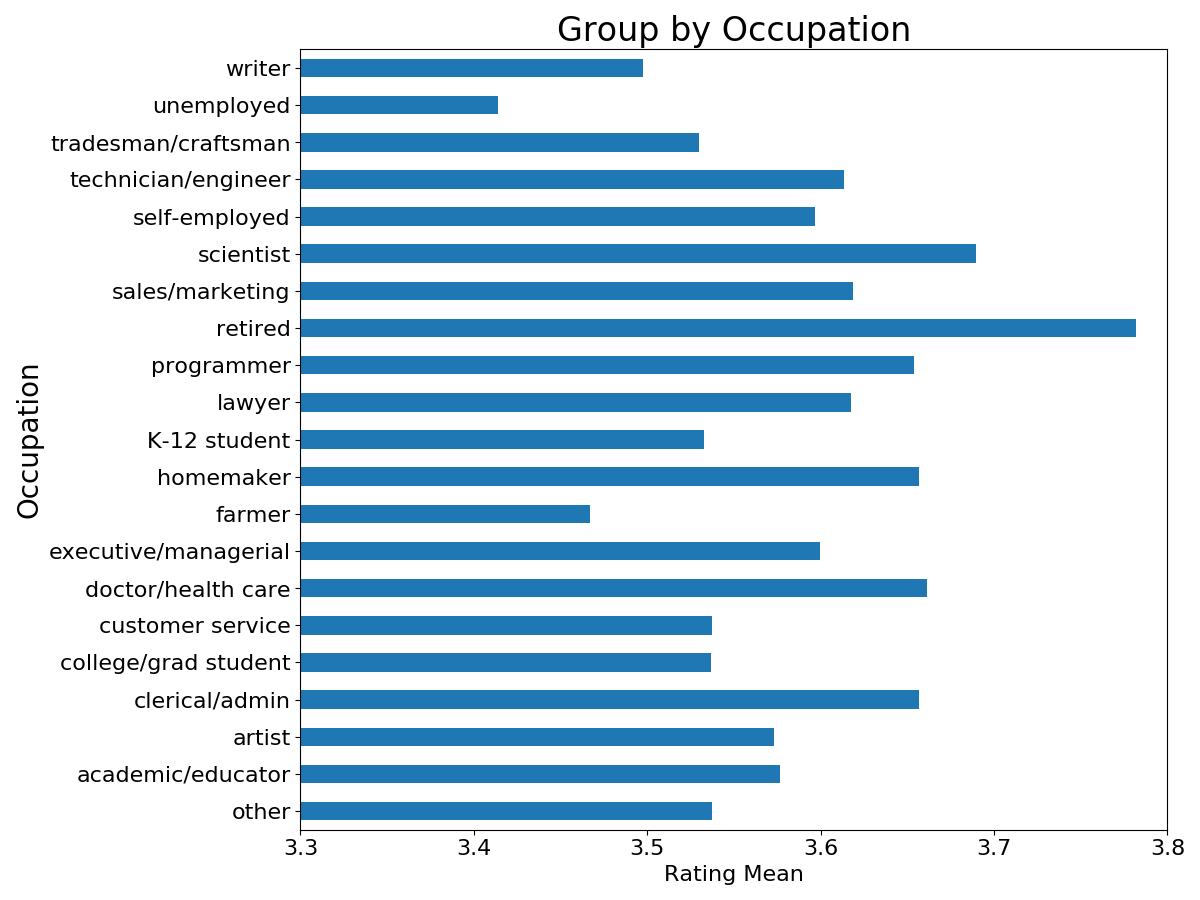 Group by Occupation
writer
unemployed
tradesman/craftsman
technician/engineer
self-employed
scientist
sales/marketing
retired
programmer
lawyer
K-12 student
homemaker
farmer
executive/managerial
doctor/health care
customer service
college/grad student
clerical/admin
artist
academic/educator
other
Occupation
3.3 3.4 3.5 3.6 3.7 3.8
Rating Mean